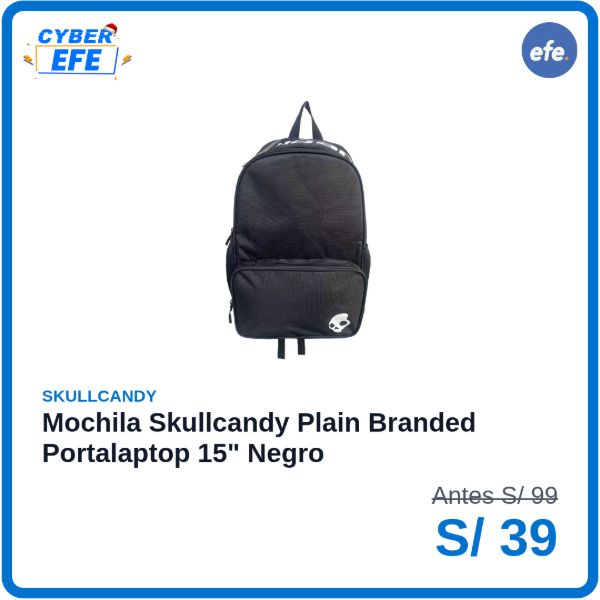 CYBER
EFE
efe.
SKULLCANDY
Mochila Skullcandy Plain Branded
Portalaptop 15" Negro
Antes S/ 99
S/ 39